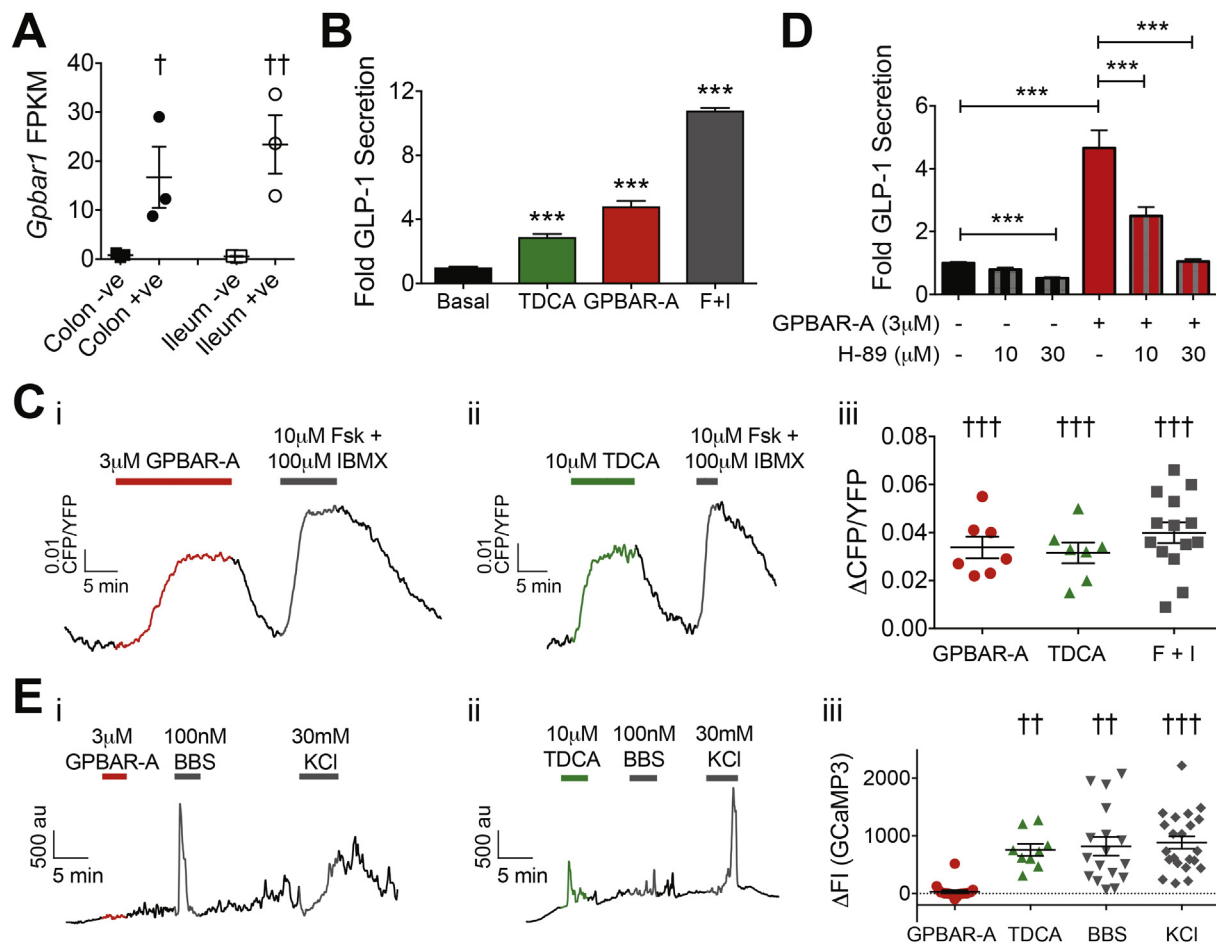 A
Gpbar1 FPKM
40
30
20
10
0
†
††
Colon -ve
Colon +ve
Ileum -ve
Ileum +ve
B
Fold GLP-1 Secretion
12
8
4
0
***
***
***
Basal
TDCA
GPBAR-A
F+I
D
Fold GLP-1 Secretion
6
4
2
0
***
***
***
***
GPBAR-A (3μM) - - - + + +
H-89 (μM) - 10 30 - 10 30
C
i
3μM GPBAR-A
10μM Fsk +
100μM IBMX
0.01
CFP/YFP
5 min
ii
10μM TDCA
10μM Fsk +
100μM IBMX
0.01
CFP/YFP
5 min
iii
ΔCFP/YFP
0.08
0.06
0.04
0.02
0.00
†††
†††
†††
GPBAR-A
TDCA
F + I
E
i
3μM
GPBAR-A
100nM
BBS
30mM
KCl
500 au
5 min
ii
10μM
TDCA
100nM
BBS
30mM
KCl
500 au
5 min
iii
ΔFI (GCaMP3)
2000
1000
0
††
††
†††
GPBAR-A
TDCA
BBS
KCl